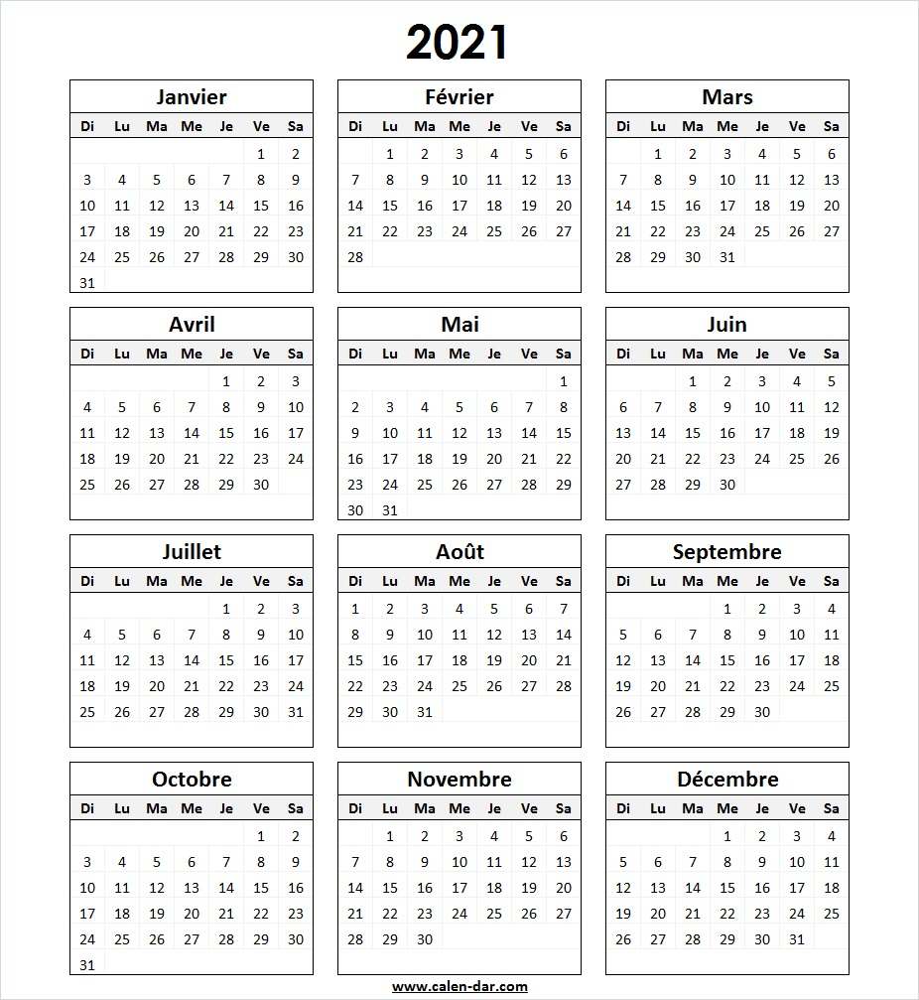 2021
Janvier
Di Lu Ma Me Je Ve Sa
1 2
3 4 5 6 7 8 9
10 11 12 13 14 15 16
17 18 19 20 21 22 23
24 25 26 27 28 29 30
31
Février
Di Lu Ma Me Je Ve Sa
1 2 3 4 5 6
7 8 9 10 11 12 13
14 15 16 17 18 19 20
21 22 23 24 25 26 27
28
Mars
Di Lu Ma Me Je Ve Sa
1 2 3 4 5 6
7 8 9 10 11 12 13
14 15 16 17 18 19 20
21 22 23 24 25 26 27
28 29 30 31
Avril
Di Lu Ma Me Je Ve Sa
1 2 3
4 5 6 7 8 9 10
11 12 13 14 15 16 17
18 19 20 21 22 23 24
25 26 27 28 29 30
Mai
Di Lu Ma Me Je Ve Sa
1
2 3 4 5 6 7 8
9 10 11 12 13 14 15
16 17 18 19 20 21 22
23 24 25 26 27 28 29
30 31
Juin
Di Lu Ma Me Je Ve Sa
1 2 3 4 5
6 7 8 9 10 11 12
13 14 15 16 17 18 19
20 21 22 23 24 25 26
27 28 29 30
Juillet
Di Lu Ma Me Je Ve Sa
1 2 3
4 5 6 7 8 9 10
11 12 13 14 15 16 17
18 19 20 21 22 23 24
25 26 27 28 29 30 31
Août
Di Lu Ma Me Je Ve Sa
1 2 3 4 5 6 7
8 9 10 11 12 13 14
15 16 17 18 19 20 21
22 23 24 25 26 27 28
29 30 31
Septembre
Di Lu Ma Me Je Ve Sa
1 2 3 4
5 6 7 8 9 10 11
12 13 14 15 16 17 18
19 20 21 22 23 24 25
26 27 28 29 30
Octobre
Di Lu Ma Me Je Ve Sa
1 2
3 4 5 6 7 8 9
10 11 12 13 14 15 16
17 18 19 20 21 22 23
24 25 26 27 28 29 30
31
Novembre
Di Lu Ma Me Je Ve Sa
1 2 3 4 5 6
7 8 9 10 11 12 13
14 15 16 17 18 19 20
21 22 23 24 25 26 27
28 29 30
Décembre
Di Lu Ma Me Je Ve Sa
1 2 3 4
5 6 7 8 9 10 11
12 13 14 15 16 17 18
19 20 21 22 23 24 25
26 27 28 29 30 31
www.calen-dar.com